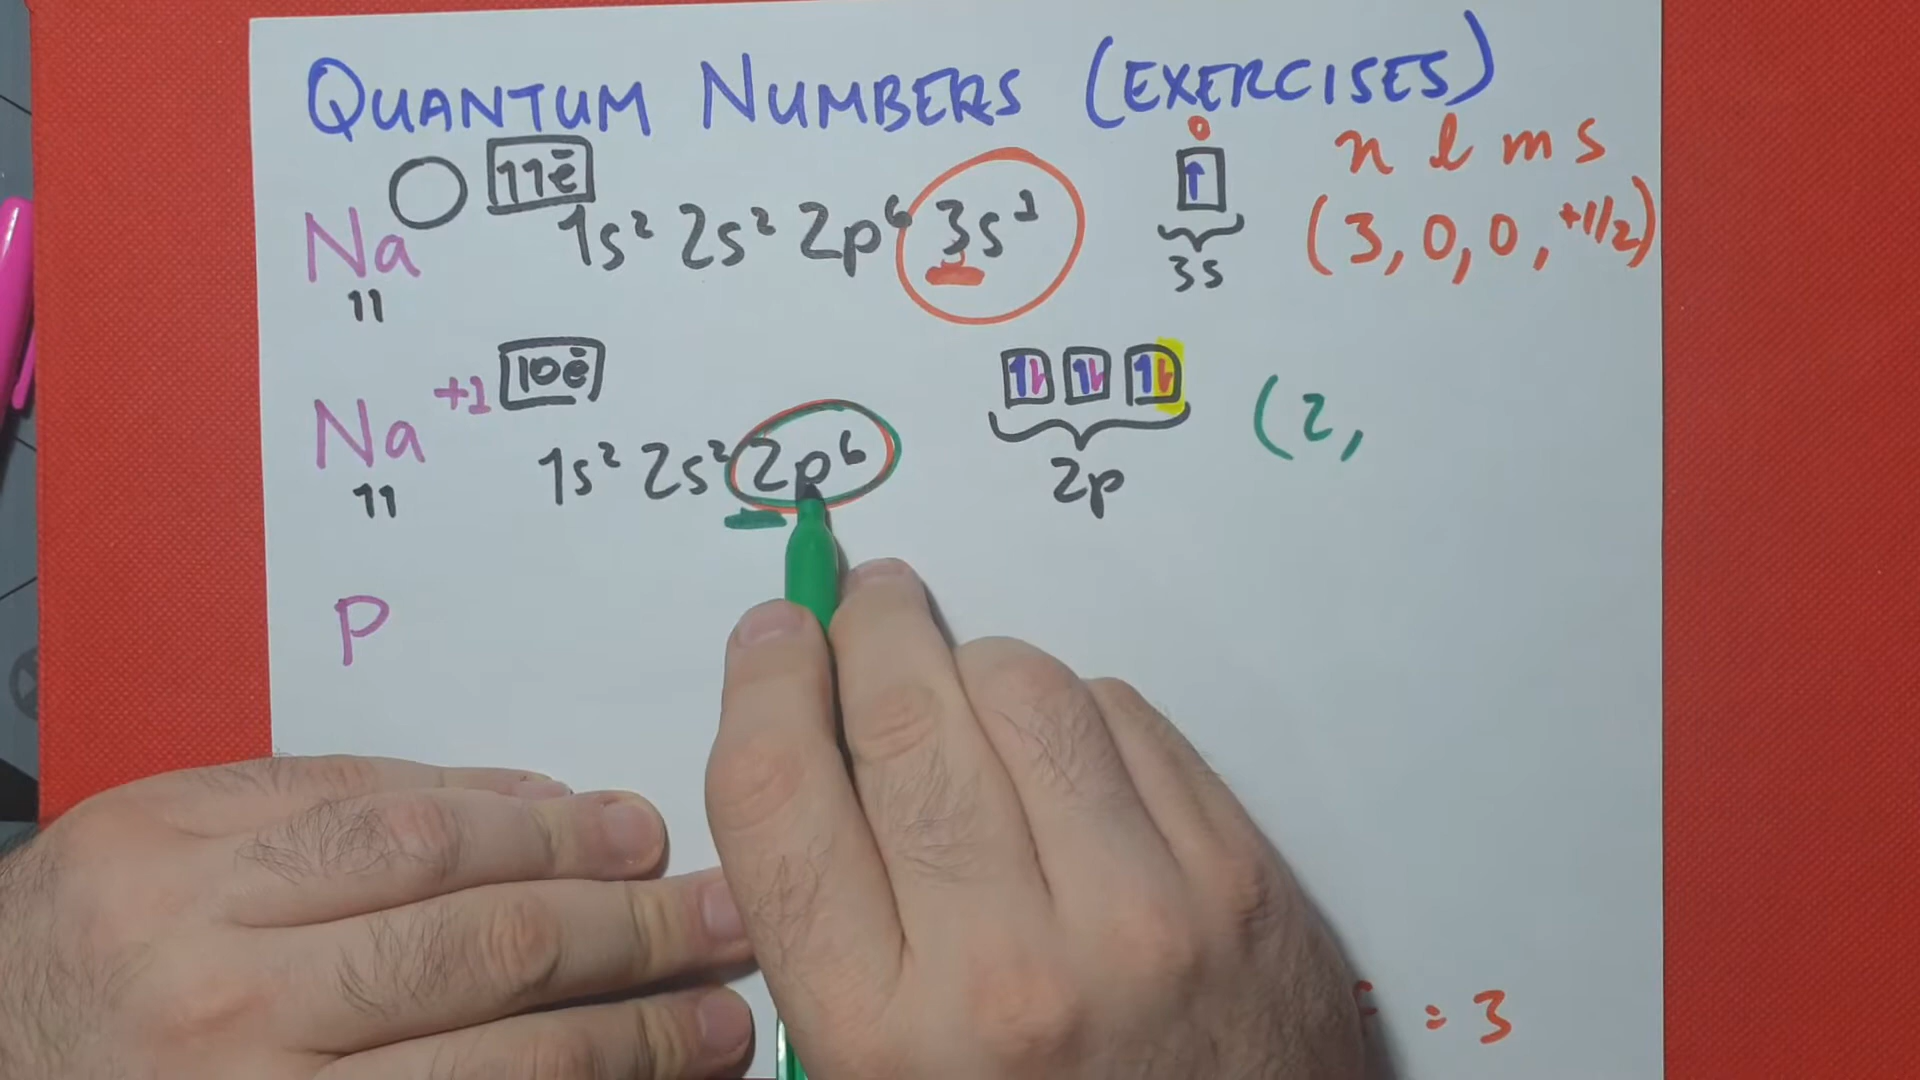 QUANTUM NUMBERS (EXERCISES)
0
n l m s
11ē
Na 1s² 2s² 2p⁶ 3s¹
(3, 0, 0, +1/2)
11
3s
Na +1 10ē
1s² 2s² 2p⁶
11
2p
(2,
P
= 3